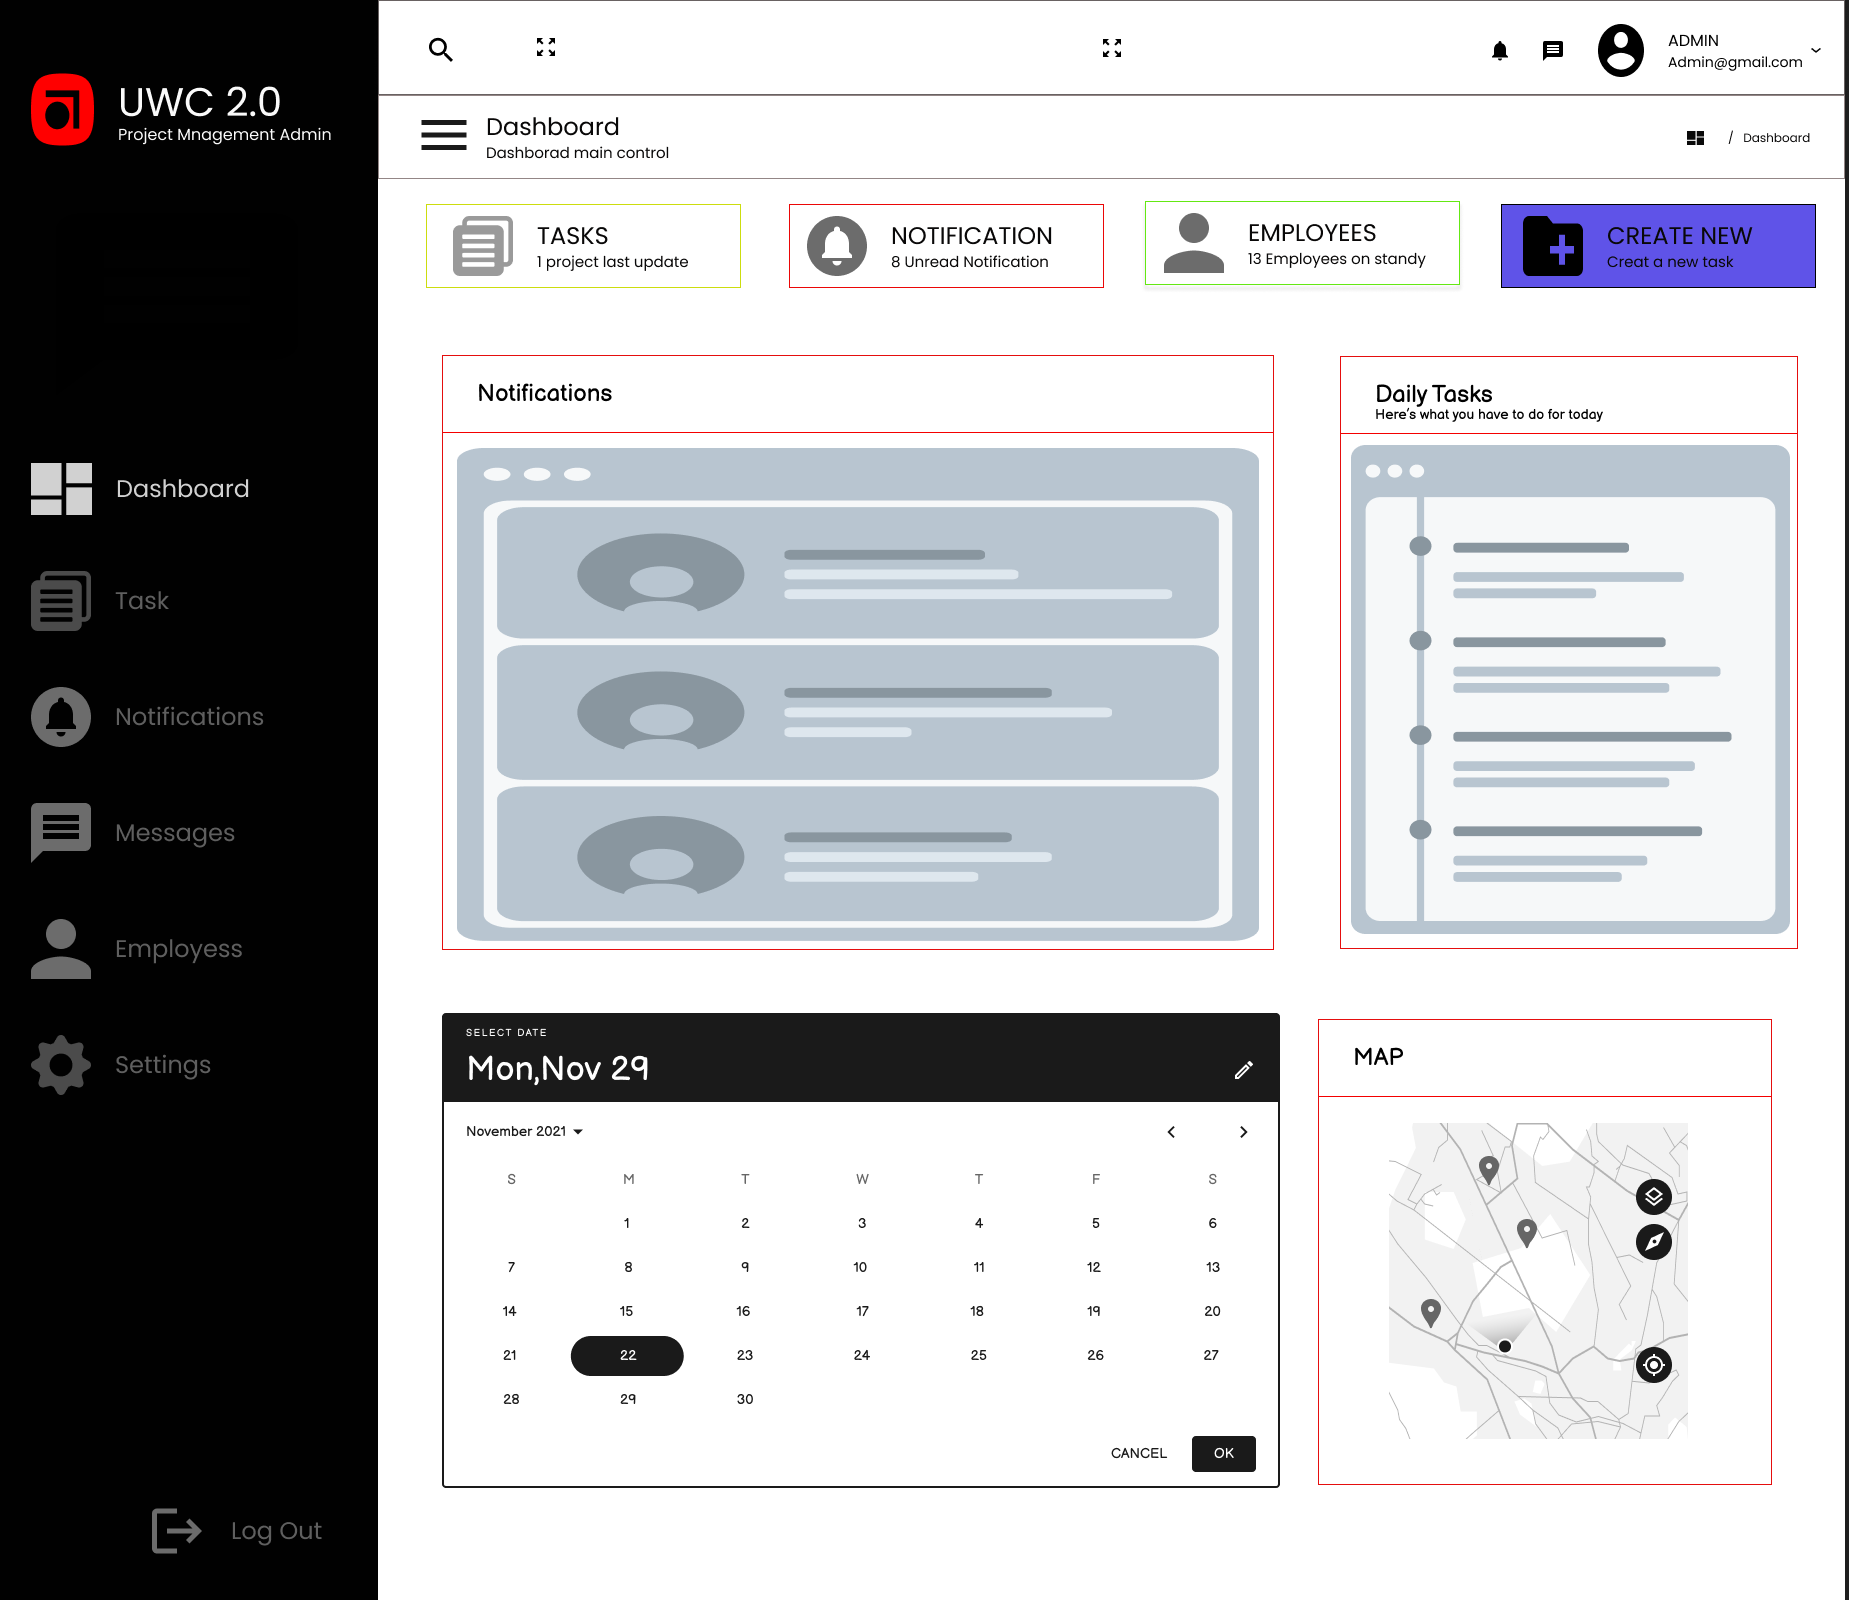 UWC 2.0
Project Mnagement Admin
Dashboard
Task
Notifications
Messages
Employess
Settings
Log Out
ADMIN
Admin@gmail.com
Dashboard
Dashborad main control
/ Dashboard
TASKS
1 project last update
NOTIFICATION
8 Unread Notification
EMPLOYEES
13 Employees on standy
CREATE NEW
Creat a new task
Notifications
Daily Tasks
Here's what you have to do for today
SELECT DATE
Mon,Nov 29
November 2021
S M T W T F S
1 2 3 4 5 6
7 8 9 10 11 12 13
14 15 16 17 18 19 20
21 22 23 24 25 26 27
28 29 30
CANCEL OK
MAP